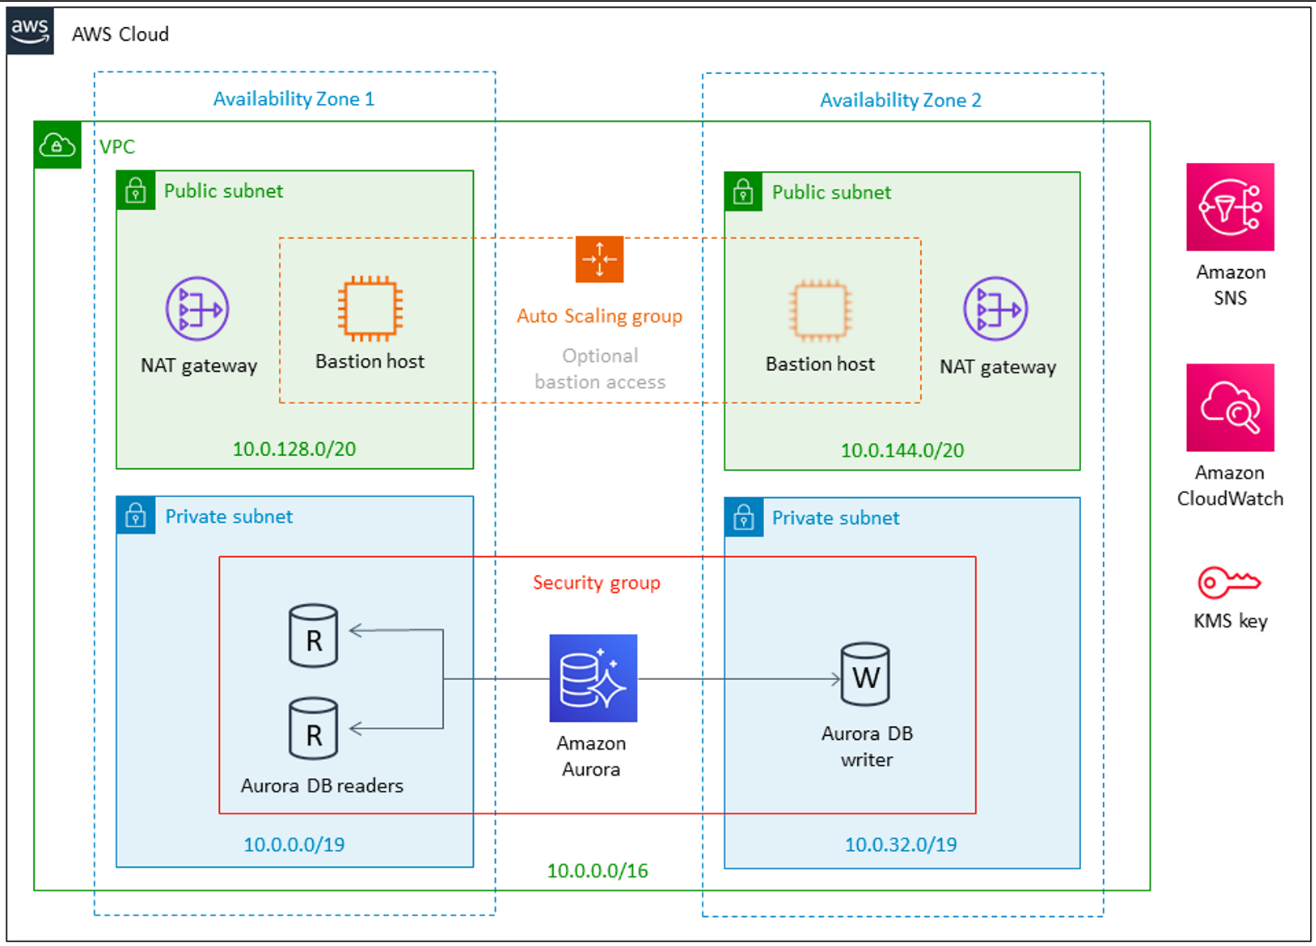 aws
AWS Cloud
Availability Zone 1
Availability Zone 2
VPC
Public subnet
Public subnet
NAT gateway
Bastion host
Auto Scaling group
Optional
bastion access
Bastion host
NAT gateway
10.0.128.0/20
10.0.144.0/20
Amazon
SNS
Amazon
CloudWatch
KMS key
Private subnet
Private subnet
Security group
R
R
Aurora DB readers
Amazon
Aurora
W
Aurora DB
writer
10.0.0.0/19
10.0.32.0/19
10.0.0.0/16